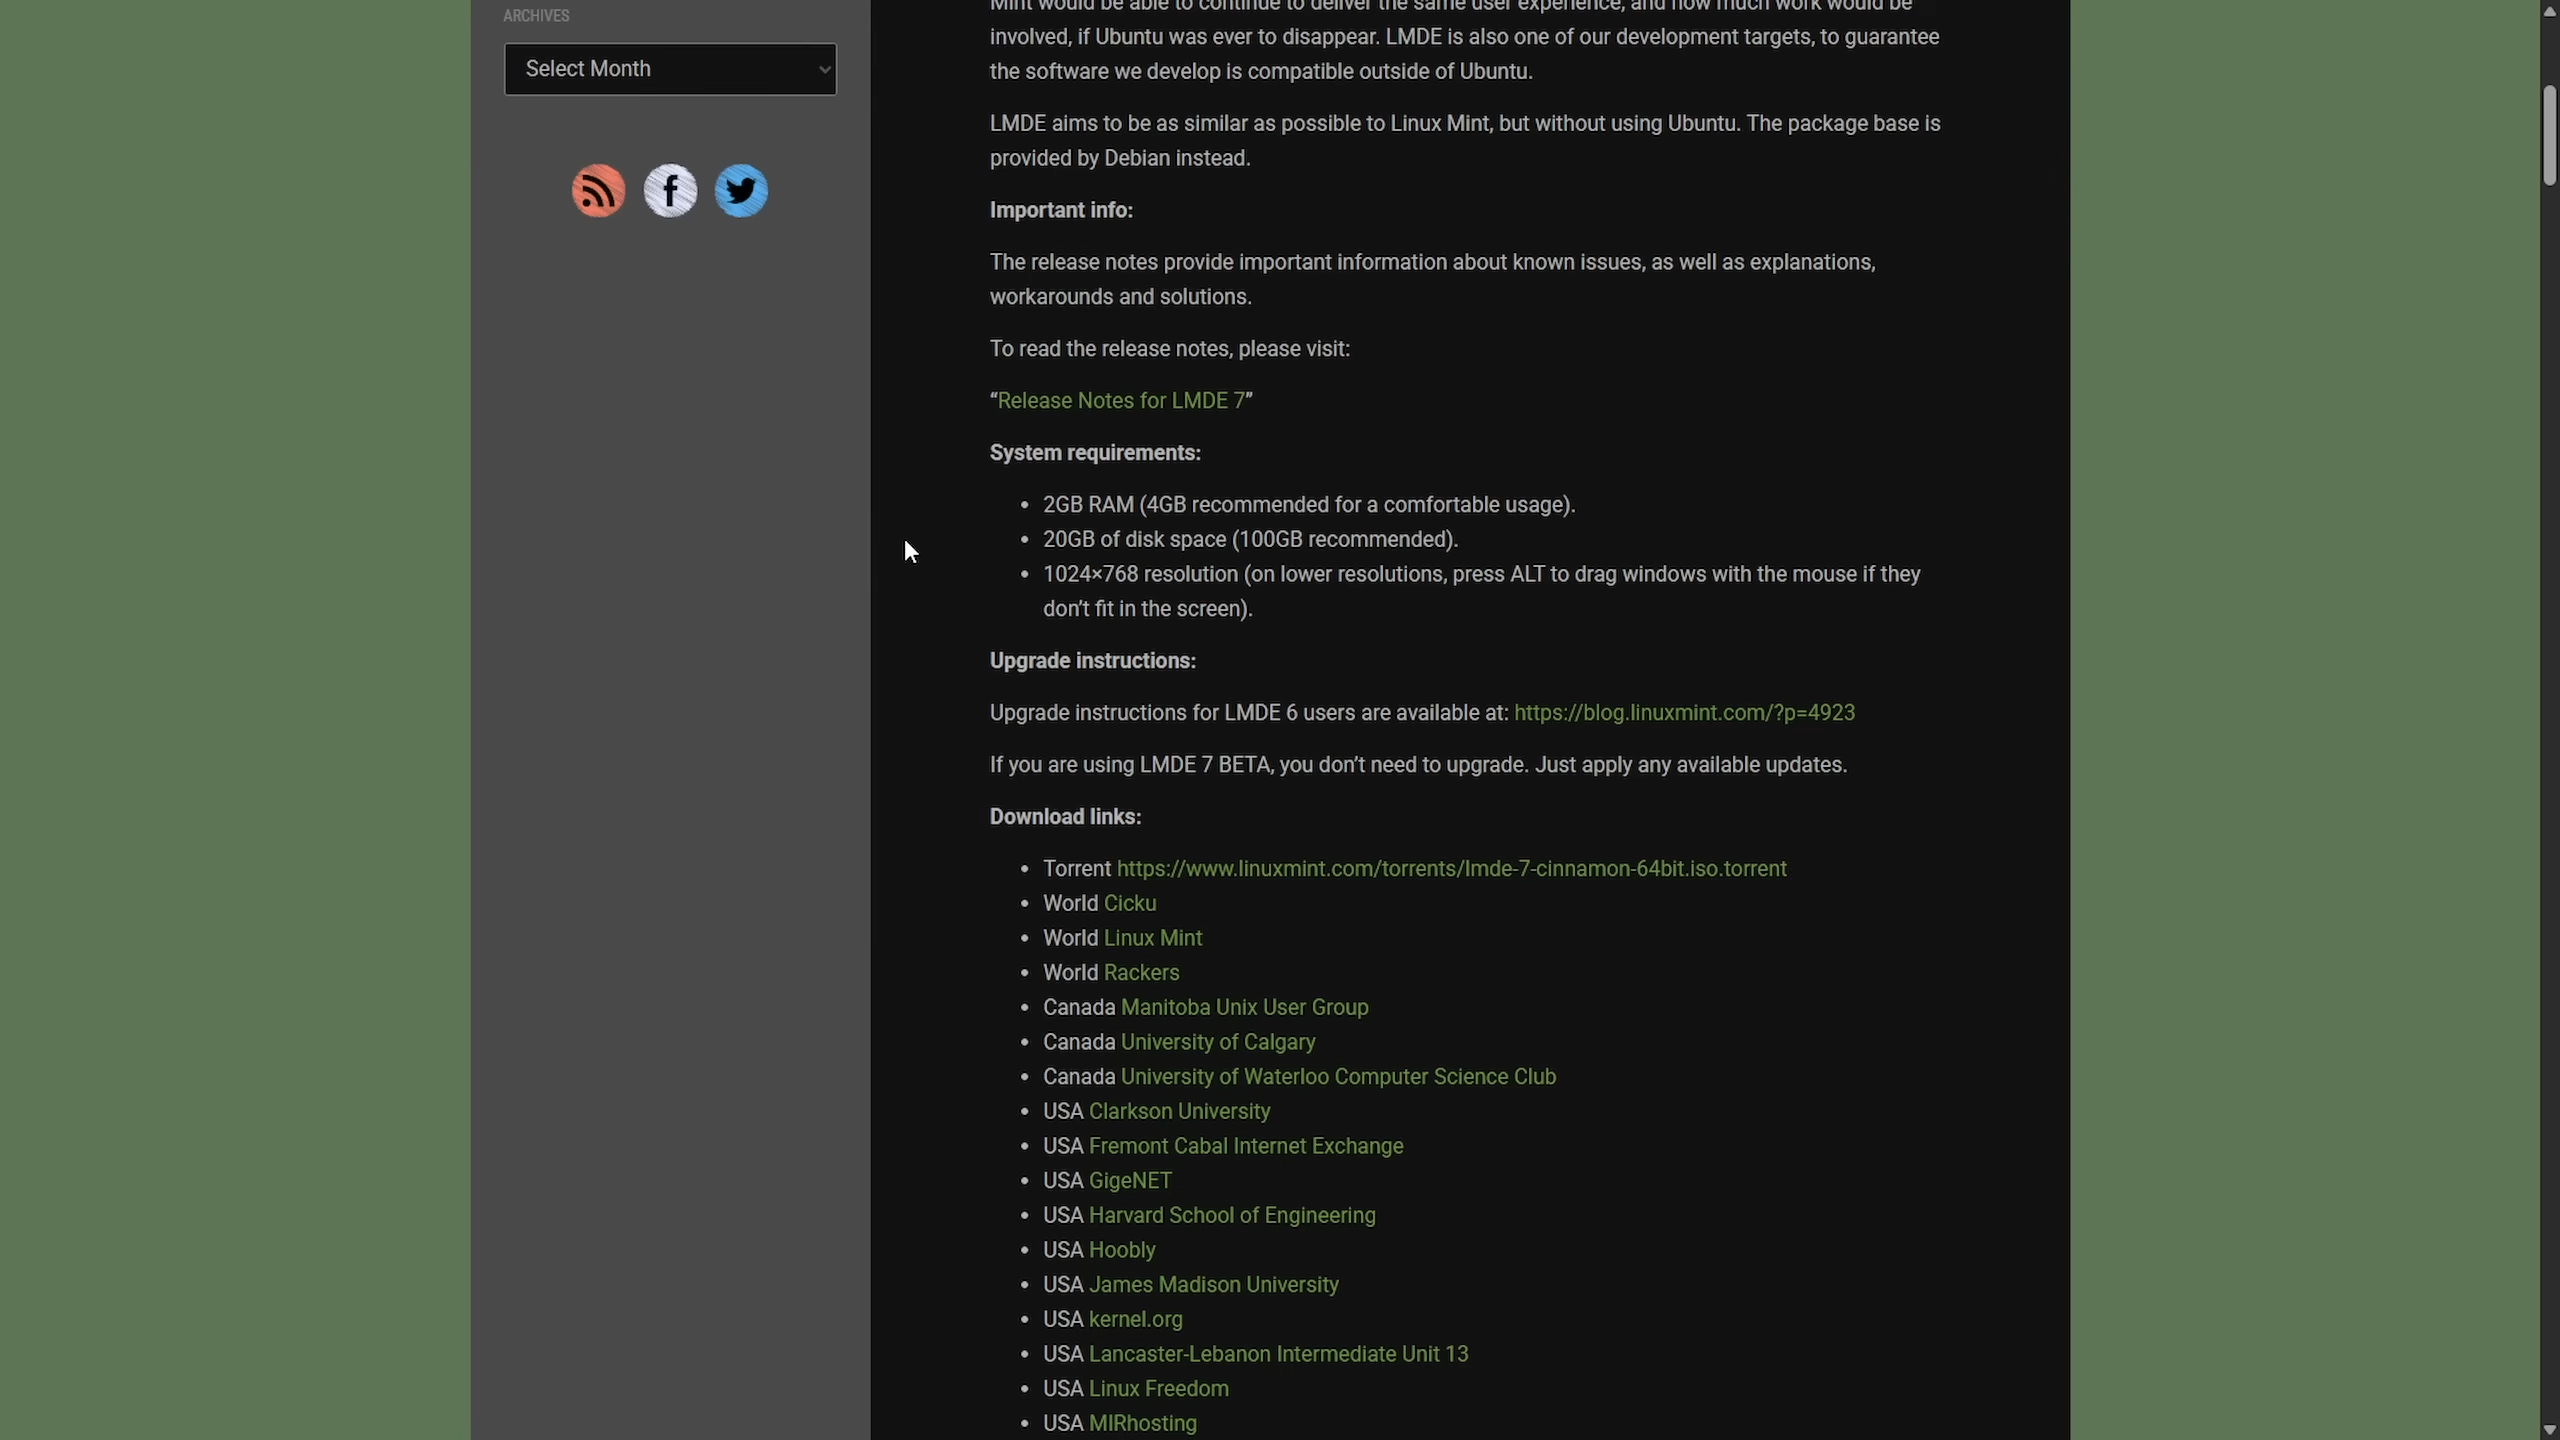 ARCHIVES
Select Month
Mint would be able to continue to deliver the same user experience, and how much work would be
involved, if Ubuntu was ever to disappear. LMDE is also one of our development targets, to guarantee
the software we develop is compatible outside of Ubuntu.
LMDE aims to be as similar as possible to Linux Mint, but without using Ubuntu. The package base is
provided by Debian instead.
Important info:
The release notes provide important information about known issues, as well as explanations,
workarounds and solutions.
To read the release notes, please visit:
“Release Notes for LMDE 7”
System requirements:
• 2GB RAM (4GB recommended for a comfortable usage).
• 20GB of disk space (100GB recommended).
• 1024×768 resolution (on lower resolutions, press ALT to drag windows with the mouse if they
don’t fit in the screen).
Upgrade instructions:
Upgrade instructions for LMDE 6 users are available at: https://blog.linuxmint.com/?p=4923
If you are using LMDE 7 BETA, you don’t need to upgrade. Just apply any available updates.
Download links:
• Torrent https://www.linuxmint.com/torrents/lmde-7-cinnamon-64bit.iso.torrent
• World Cicku
• World Linux Mint
• World Rackers
• Canada Manitoba Unix User Group
• Canada University of Calgary
• Canada University of Waterloo Computer Science Club
• USA Clarkson University
• USA Fremont Cabal Internet Exchange
• USA GigeNET
• USA Harvard School of Engineering
• USA Hoobly
• USA James Madison University
• USA kernel.org
• USA Lancaster-Lebanon Intermediate Unit 13
• USA Linux Freedom
• USA MIRhosting